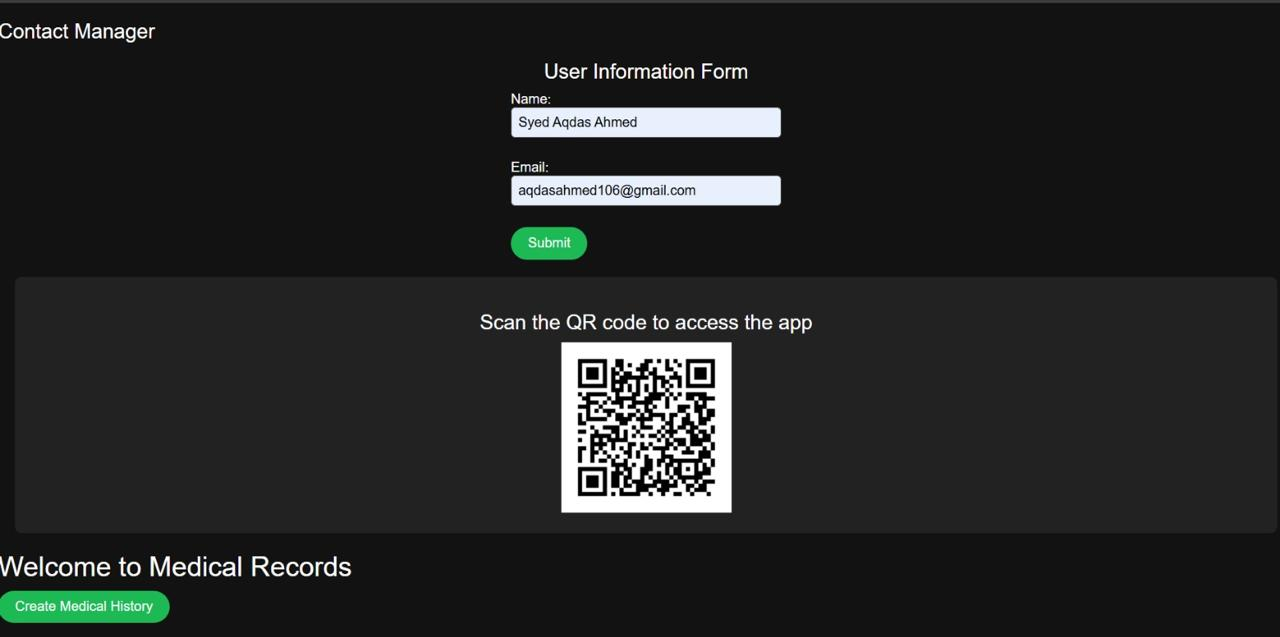 Contact Manager
User Information Form
Name:
Syed Aqdas Ahmed
Email:
aqdasahmed106@gmail.com
Submit
Scan the QR code to access the app
Welcome to Medical Records
Create Medical History